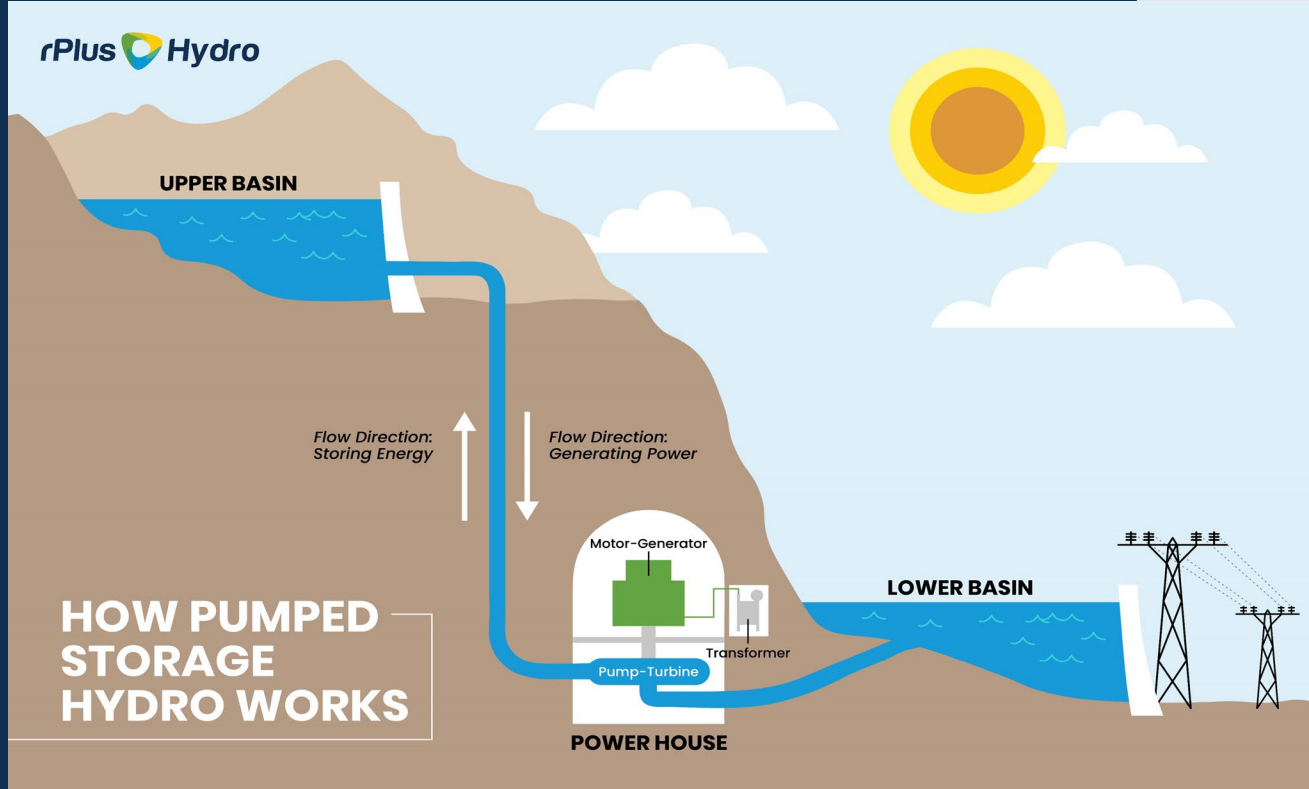 rPlus Hydro
UPPER BASIN
Flow Direction:
Storing Energy
Flow Direction:
Generating Power
Motor-Generator
LOWER BASIN
Transformer
Pump-Turbine
POWER HOUSE
HOW PUMPED
STORAGE
HYDRO WORKS